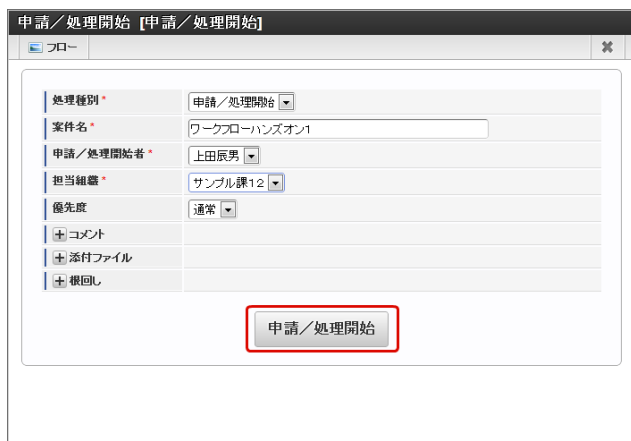 申請／処理開始 [申請／処理開始]
フロー
処理種別* 申請／処理開始
案件名* ワークフローハンズオン1
申請／処理開始者* 上田辰男
担当組織* サンプル課12
優先度 通常
コメント
添付ファイル
根回し
申請／処理開始